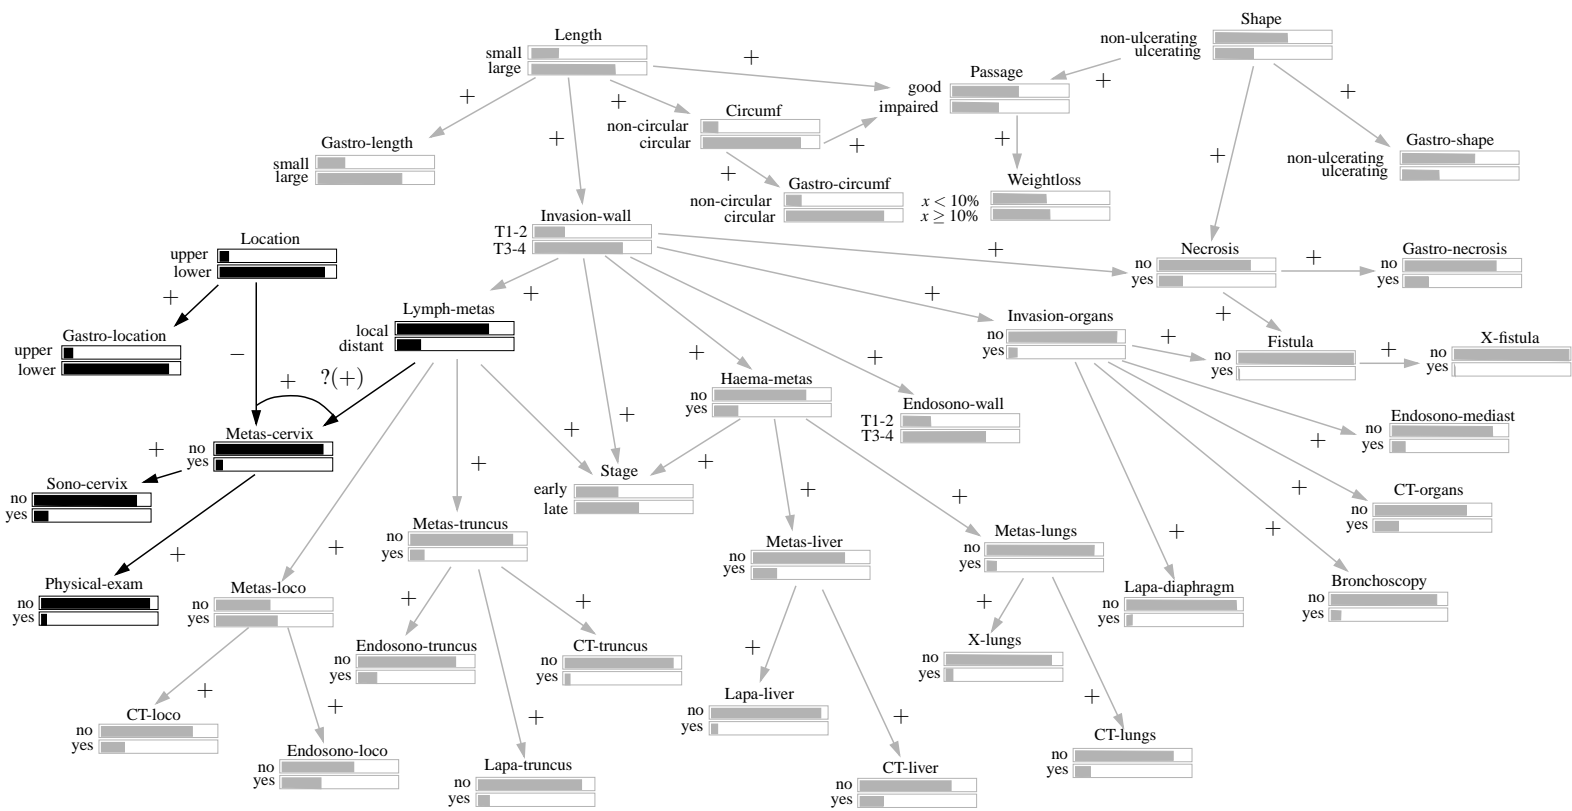 Length
small
large
+
Shape
non-ulcerating
ulcerating
+
Passage
good
impaired
+
+
+
+
Gastro-length
small
large
+
Circumf
non-circular
circular
+
+
+
Gastro-shape
non-ulcerating
ulcerating
+
+
Gastro-circumf
non-circular
circular
Weightloss
x < 10%
x ≥ 10%
Invasion-wall
T1-2
T3-4
Location
upper
lower
+
Necrosis
no
yes
+
Gastro-necrosis
no
yes
+
+
+
Lymph-metas
local
distant
Gastro-location
upper
lower
−
+
?(+)
Invasion-organs
no
yes
+
+
Fistula
no
yes
+
X-fistula
no
yes
+
+
Haema-metas
no
yes
Endosono-wall
T1-2
T3-4
Endosono-mediast
no
yes
+
Metas-cervix
no
yes
+
+
+
+
Stage
early
late
+
+
+
+
+
Sono-cervix
no
yes
CT-organs
no
yes
Metas-truncus
no
yes
+
+
+
Metas-liver
no
yes
Metas-lungs
no
yes
+
Physical-exam
no
yes
Metas-loco
no
yes
Lapa-diaphragm
no
yes
Bronchoscopy
no
yes
+
+
+
Endosono-truncus
no
yes
CT-truncus
no
yes
X-lungs
no
yes
+
+
+
+
Lapa-liver
no
yes
+
+
CT-loco
no
yes
CT-lungs
no
yes
Endosono-loco
no
yes
Lapa-truncus
no
yes
CT-liver
no
yes